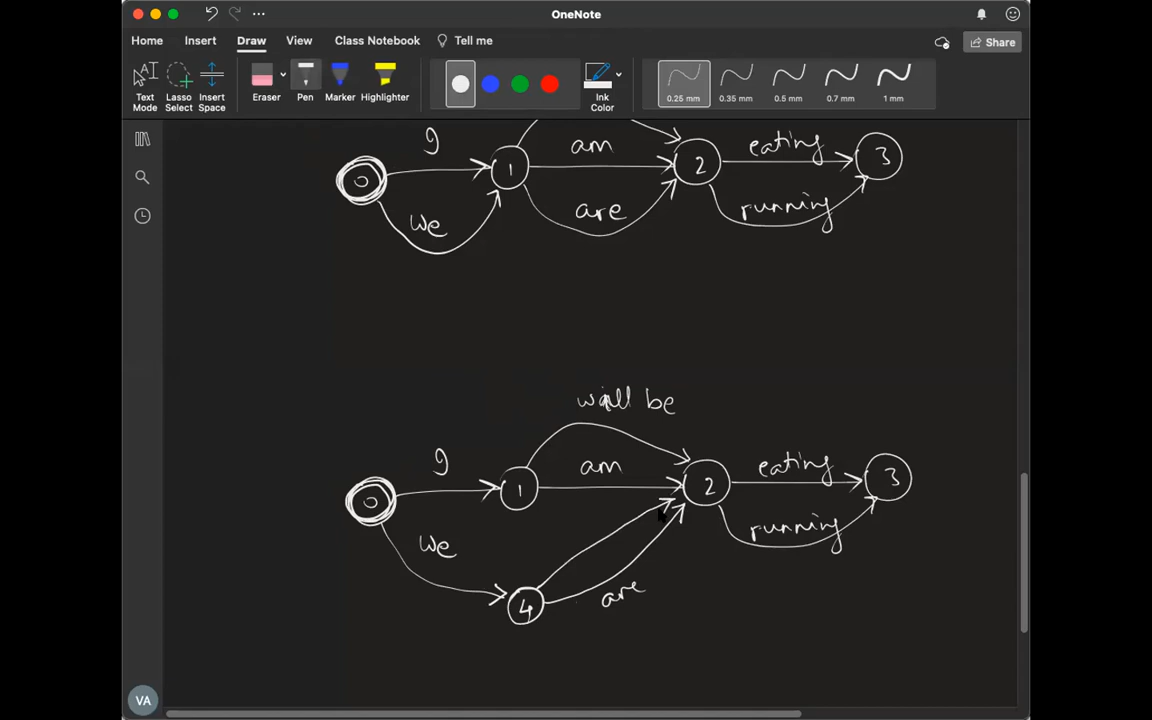 OneNote
Home Insert Draw View Class Notebook Tell me
Share
Text Mode
Lasso Select
Insert Space
Eraser
Pen
Marker
Highlighter
Ink Color
0.25 mm
0.35 mm
0.5 mm
0.7 mm
1 mm
I
am
eating
0
1
2
3
We
are
running
will be
I
am
eating
0
1
2
3
We
running
4
are
VA